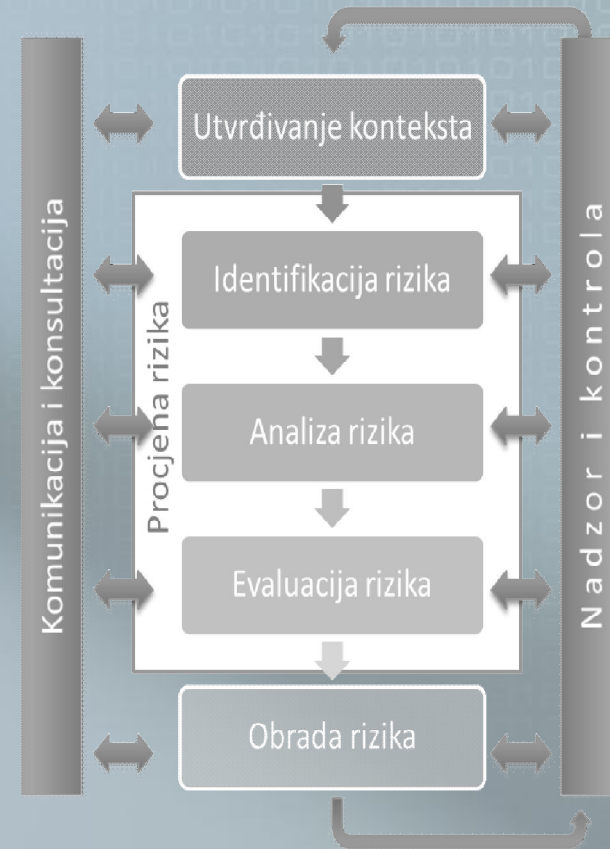 Komunikacija i konsultacija
Utvrđivanje konteksta
Procjena rizika
Identifikacija rizika
Analiza rizika
Evaluacija rizika
Obrada rizika
Nadzor i kontrola